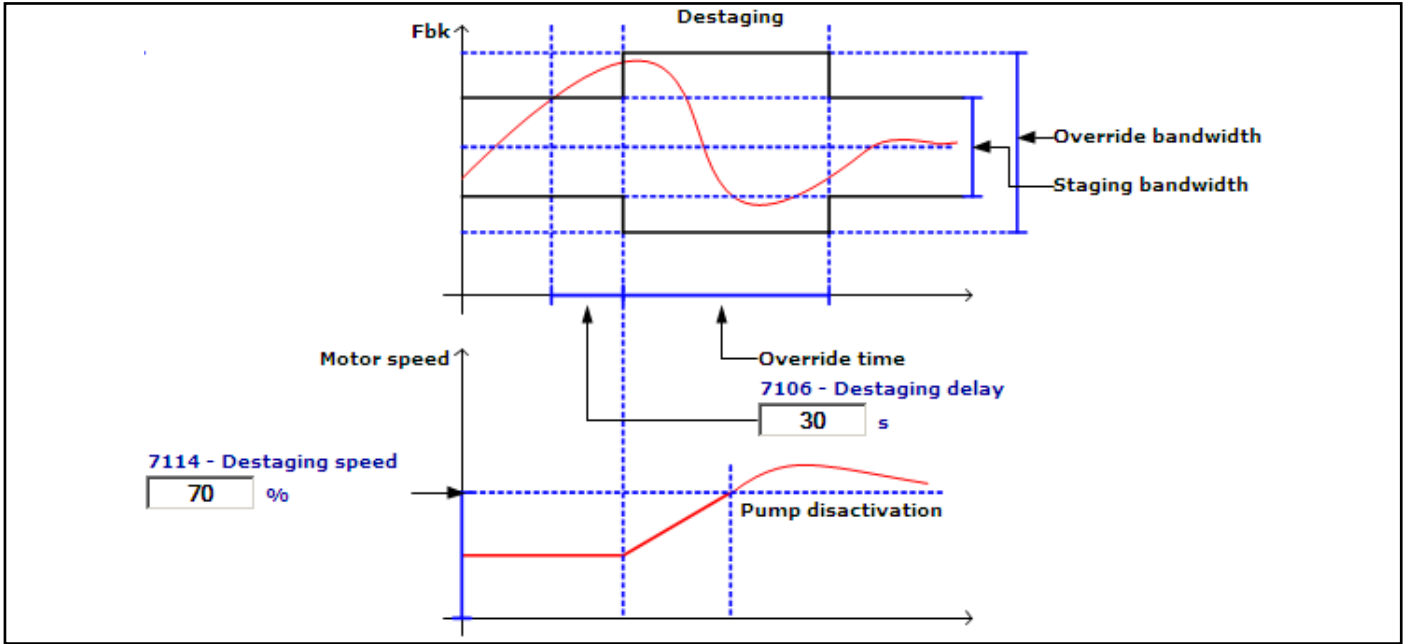 Destaging
Fbk
Override bandwidth
Staging bandwidth
Motor speed
Override time
7106 - Destaging delay
30 s
7114 - Destaging speed
70 %
Pump disactivation